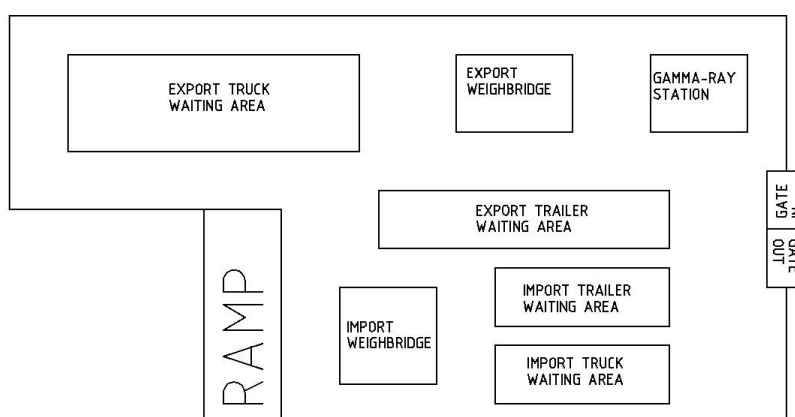 EXPORT TRUCK
WAITING AREA
EXPORT
WEIGHBRIDGE
GAMMA-RAY
STATION
EXPORT TRAILER
WAITING AREA
GATE
IN
GATE
OUT
IMPORT TRAILER
WAITING AREA
RAMP
IMPORT
WEIGHBRIDGE
IMPORT TRUCK
WAITING AREA